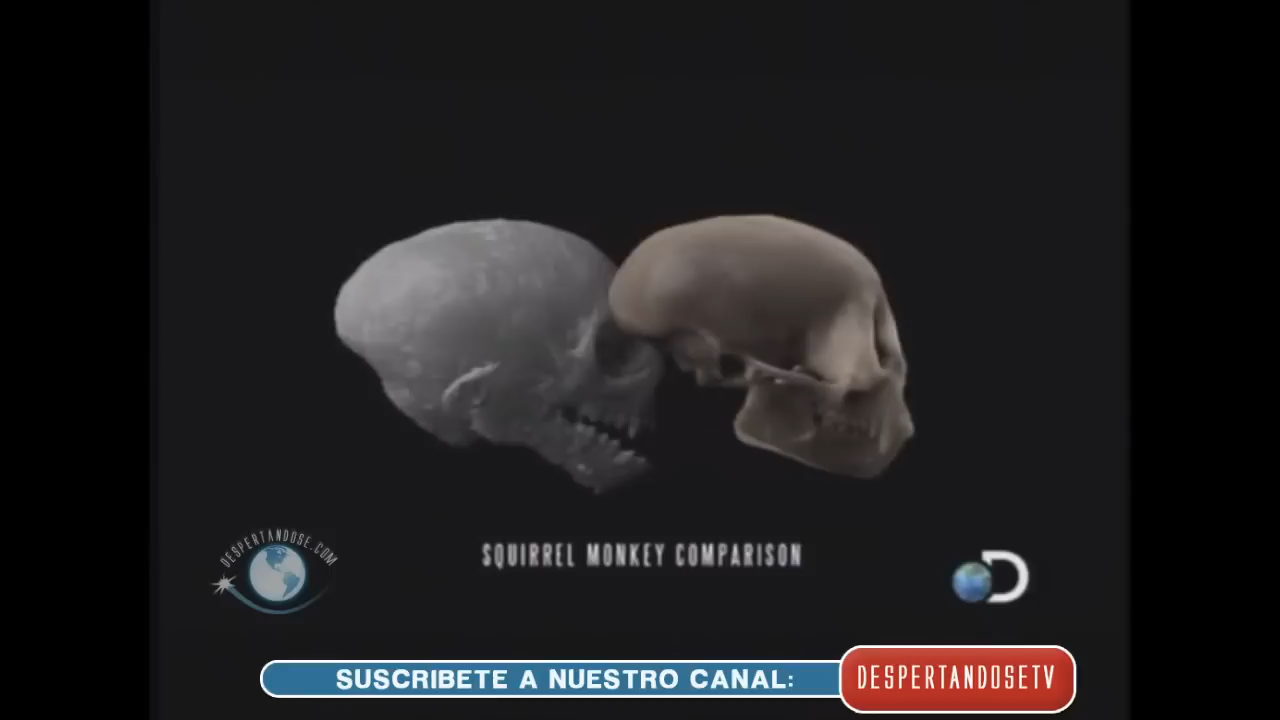 DESPERTANDOSE.COM
SQUIRREL MONKEY COMPARISON
SUSCRIBETE A NUESTRO CANAL:
DESPERTANDOSETV